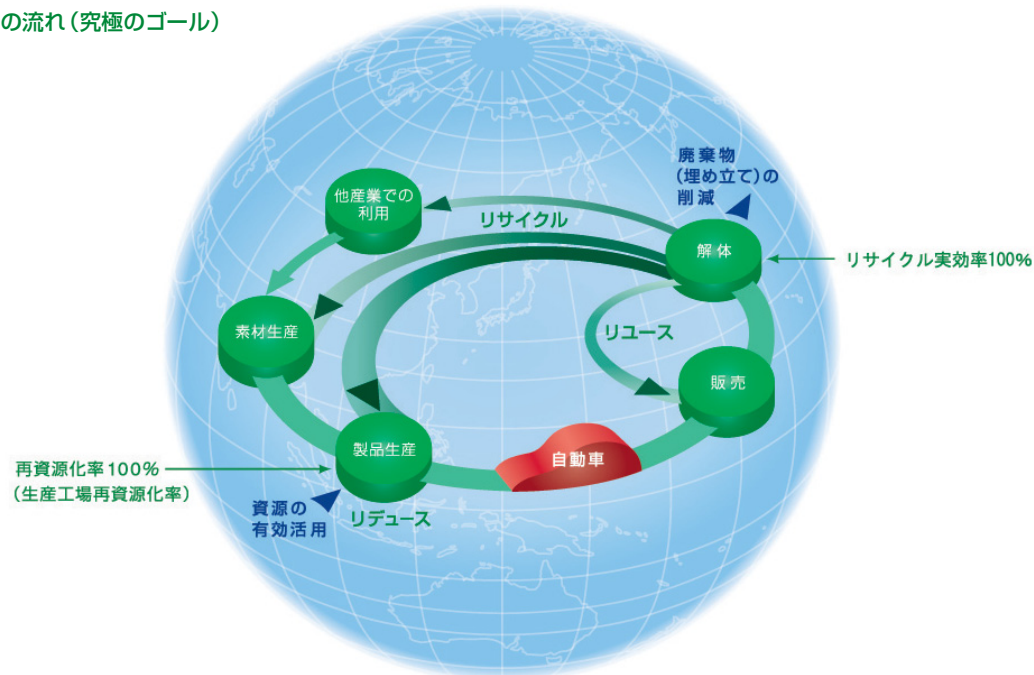 の流れ（究極のゴール）
廃棄物
（埋め立て）の
削減
他産業での
利用
リサイクル
解体
リサイクル実効率100%
素材生産
リユース
販売
製品生産
自動車
再資源化率100%
（生産工場再資源化率）
資源の
有効活用
リデュース